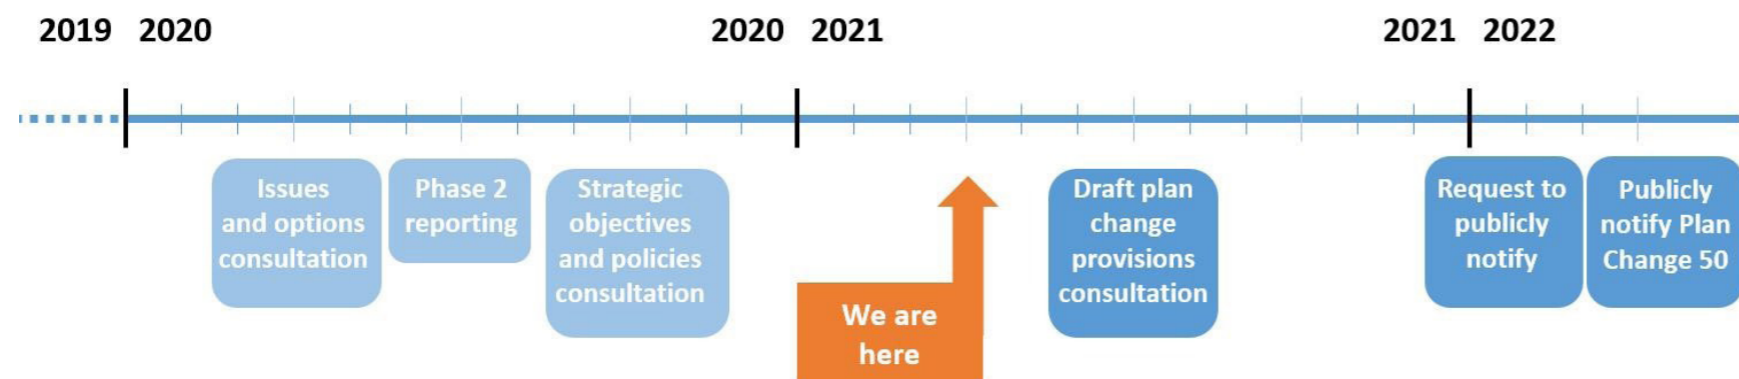 2019 2020
2020 2021
2021 2022
Issues
and options
consultation
Phase 2
reporting
Strategic
objectives
and policies
consultation
We are
here
Draft plan
change
provisions
consultation
Request to
publicly
notify
Publicly
notify Plan
Change 50